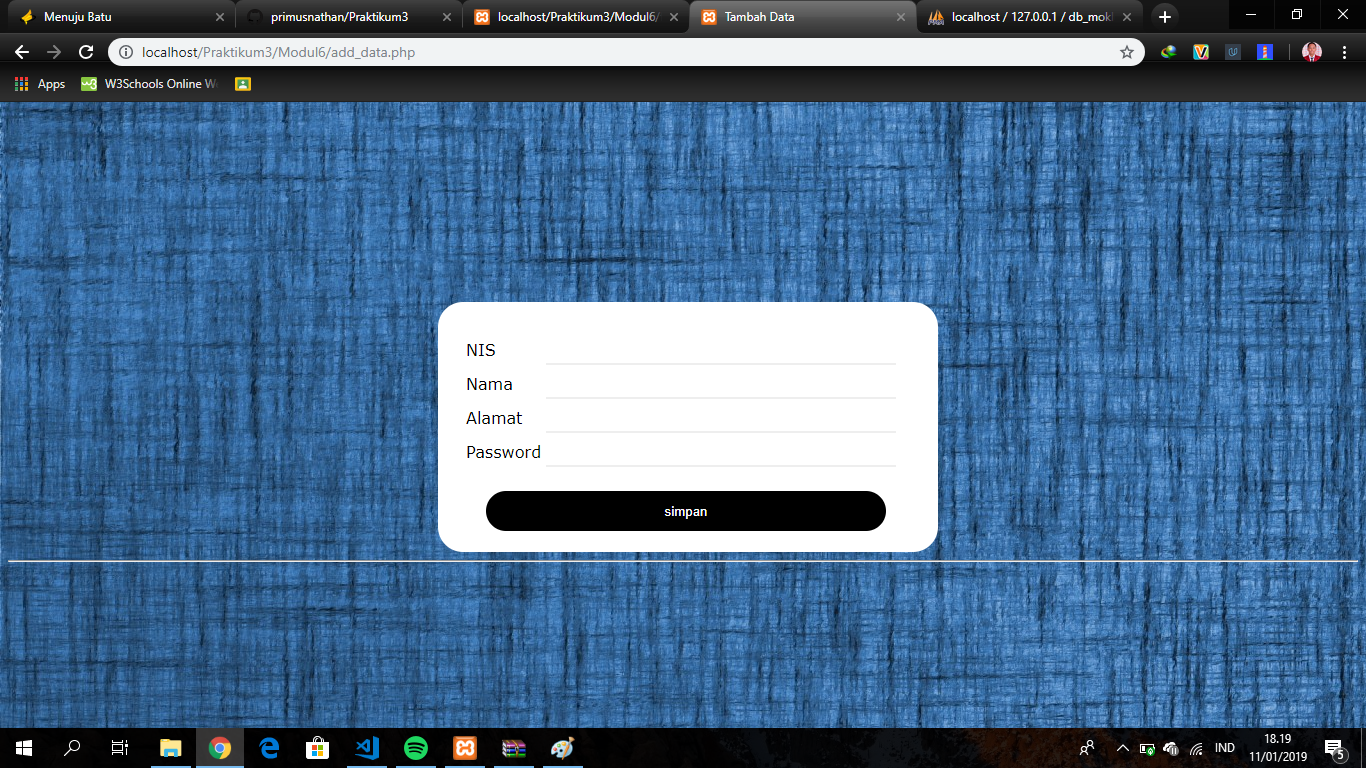 Menuju Batu
primusnathan/Praktikum3
localhost/Praktikum3/Modul6/
Tambah Data
localhost / 127.0.0.1 / db_mok
localhost/Praktikum3/Modul6/add_data.php
Apps
W3Schools Online We
NIS
Nama
Alamat
Password
simpan
IND
18.19
11/01/2019
5